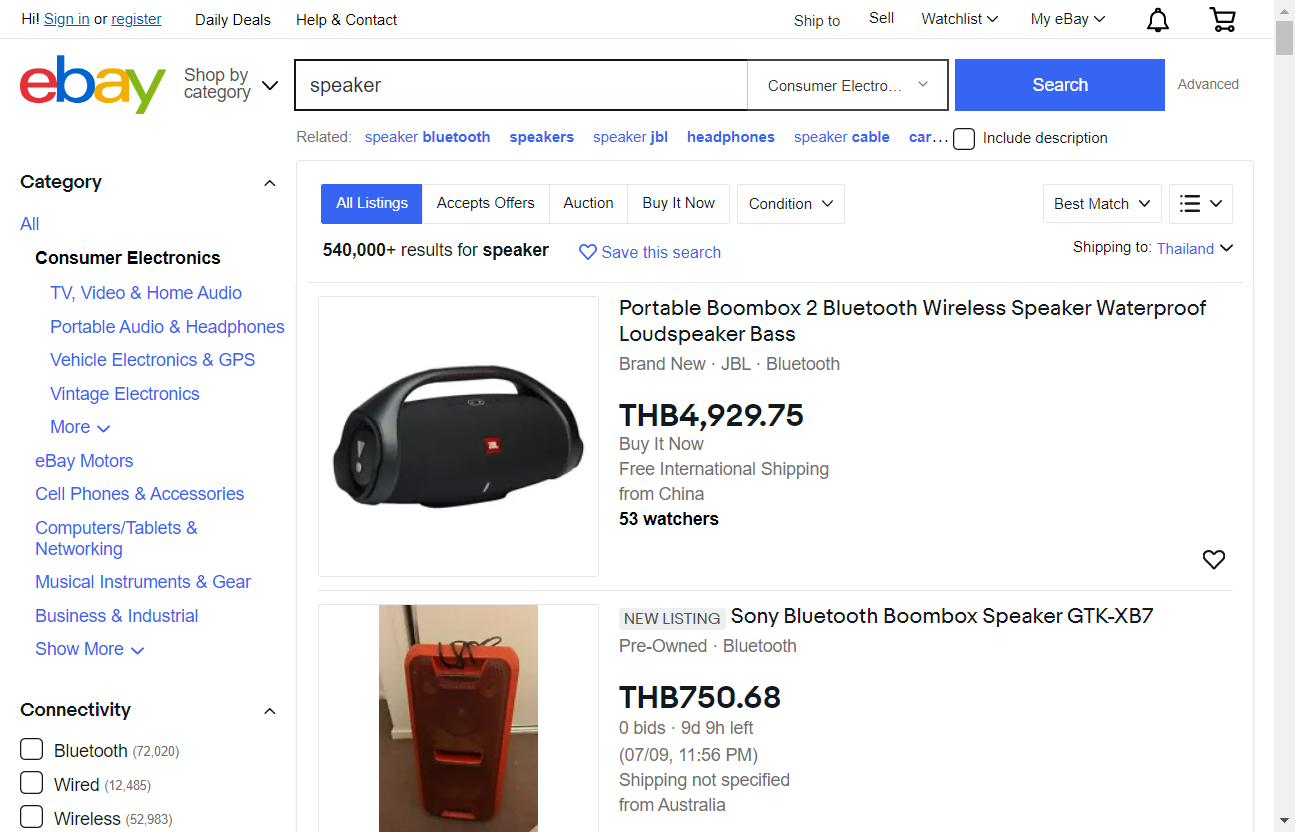 Hi! Sign in or register
Daily Deals
Help & Contact
Ship to
Sell
Watchlist
My eBay
ebay
Shop by
category
speaker
Consumer Electro...
Search
Advanced
Related: speaker bluetooth speakers speaker jbl headphones speaker cable car...
Include description
Category
All
Consumer Electronics
TV, Video & Home Audio
Portable Audio & Headphones
Vehicle Electronics & GPS
Vintage Electronics
More
eBay Motors
Cell Phones & Accessories
Computers/Tablets &
Networking
Musical Instruments & Gear
Business & Industrial
Show More
Connectivity
Bluetooth (72,020)
Wired (12,485)
Wireless (52,983)
All Listings
Accepts Offers
Auction
Buy It Now
Condition
Best Match
540,000+ results for speaker
Save this search
Shipping to: Thailand
Portable Boombox 2 Bluetooth Wireless Speaker Waterproof
Loudspeaker Bass
Brand New · JBL · Bluetooth
THB4,929.75
Buy It Now
Free International Shipping
from China
53 watchers
JBL
NEW LISTING Sony Bluetooth Boombox Speaker GTK-XB7
Pre-Owned · Bluetooth
THB750.68
0 bids · 9d 9h left
(07/09, 11:56 PM)
Shipping not specified
from Australia